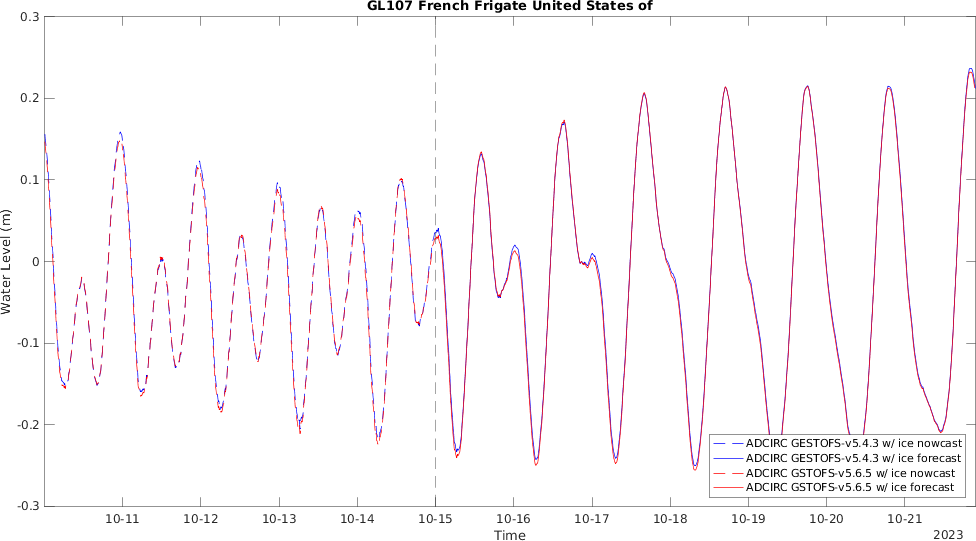 GL107 French Frigate United States of
0.3
0.2
0.1
0
-0.1
-0.2
-0.3
Water Level (m)
ADCIRC GESTOFS-v5.4.3 w/ ice nowcast
ADCIRC GESTOFS-v5.4.3 w/ ice forecast
ADCIRC GSTOFS-v5.6.5 w/ ice nowcast
ADCIRC GSTOFS-v5.6.5 w/ ice forecast
10-11 10-12 10-13 10-14 10-15 10-16 10-17 10-18 10-19 10-20 10-21
Time
2023